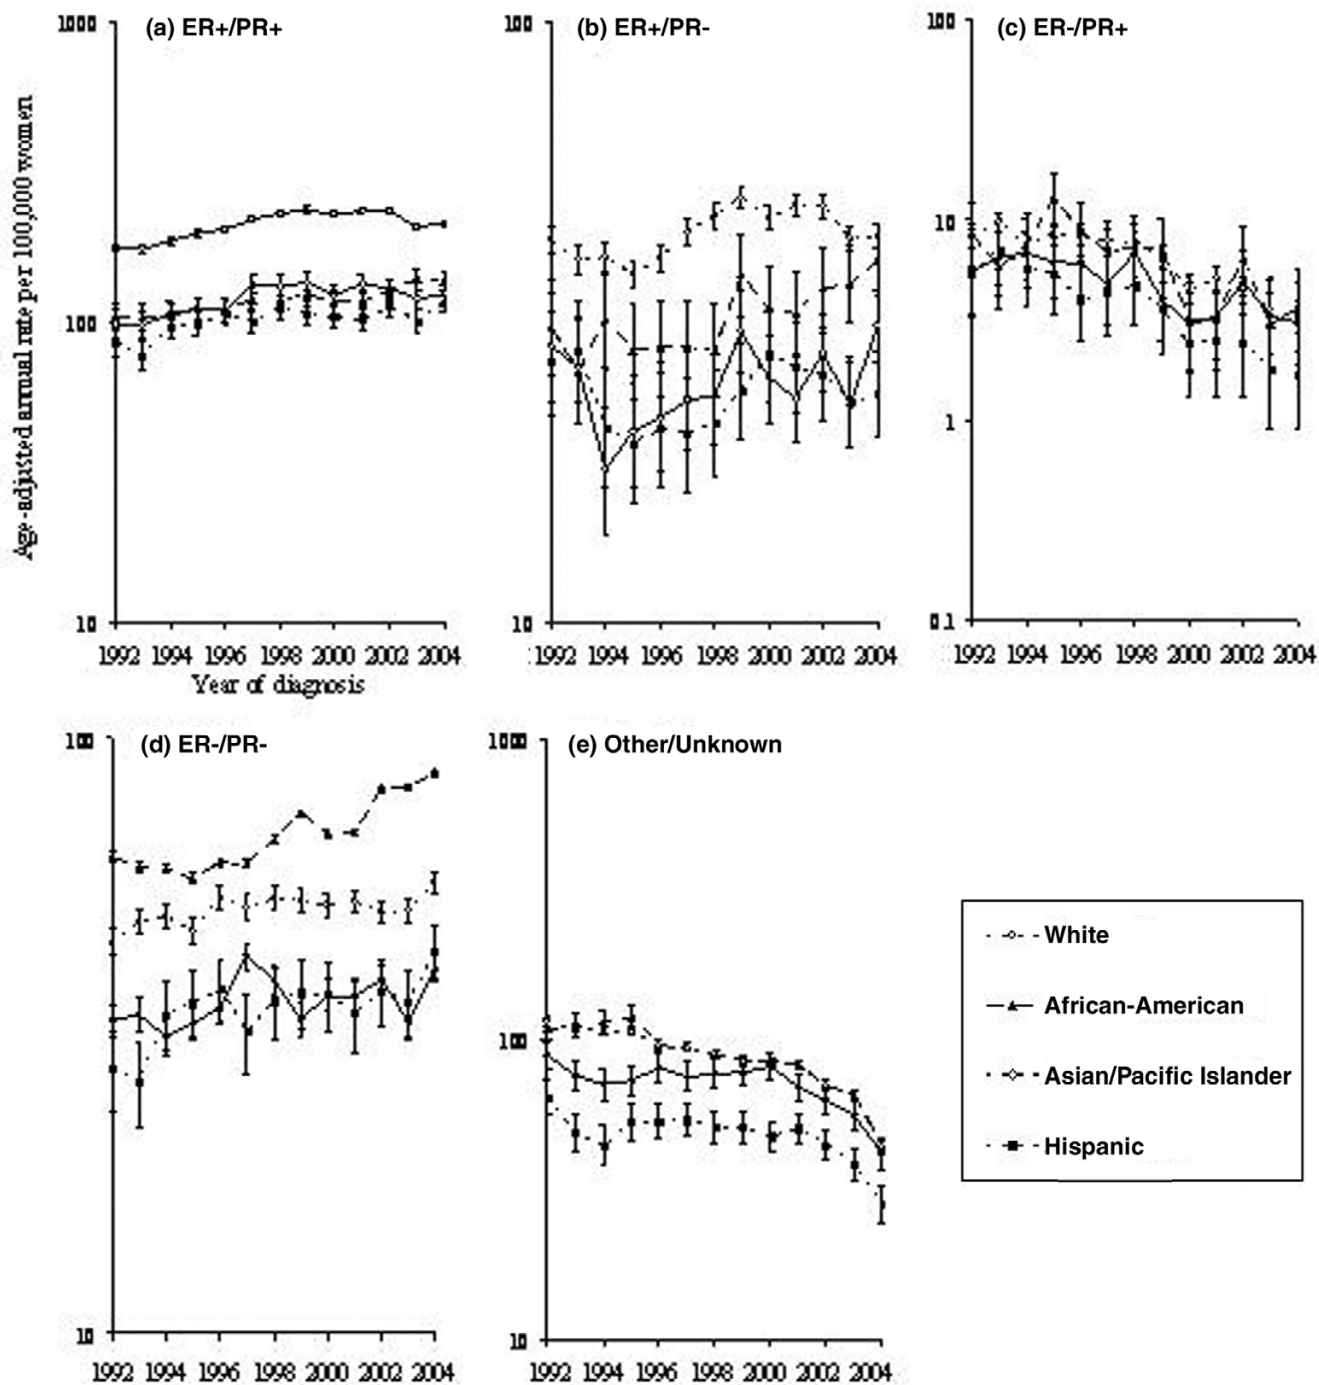 (a) ER+/PR+
(b) ER+/PR-
(c) ER-/PR+
Age-adjusted annual rate per 100,000 women
1000
100
10
1992 1994 1996 1998 2000 2002 2004
Year of diagnosis
100
10
1992 1994 1996 1998 2000 2002 2004
100
10
1
0.1
1992 1994 1996 1998 2000 2002 2004
(d) ER-/PR-
(e) Other/Unknown
100
10
1992 1994 1996 1998 2000 2002 2004
1000
100
10
1992 1994 1996 1998 2000 2002 2004
White
African-American
Asian/Pacific Islander
Hispanic